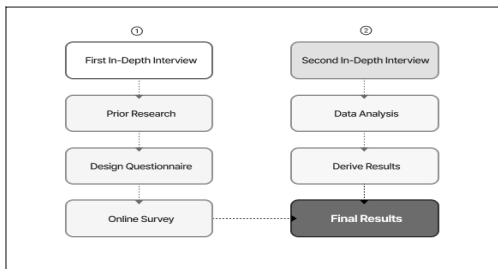 ①
First In-Depth Interview
Prior Research
Design Questionnaire
Online Survey
②
Second In-Depth Interview
Data Analysis
Derive Results
Final Results